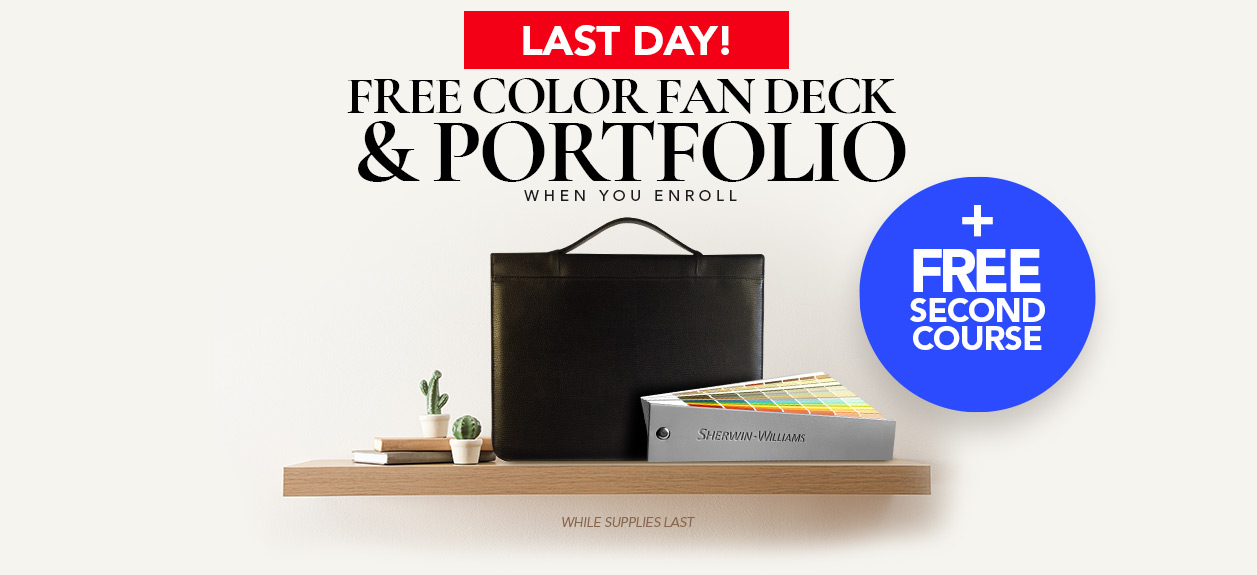 LAST DAY!
FREE COLOR FAN DECK
& PORTFOLIO
WHEN YOU ENROLL
+
FREE
SECOND
COURSE
SHERWIN-WILLIAMS
WHILE SUPPLIES LAST